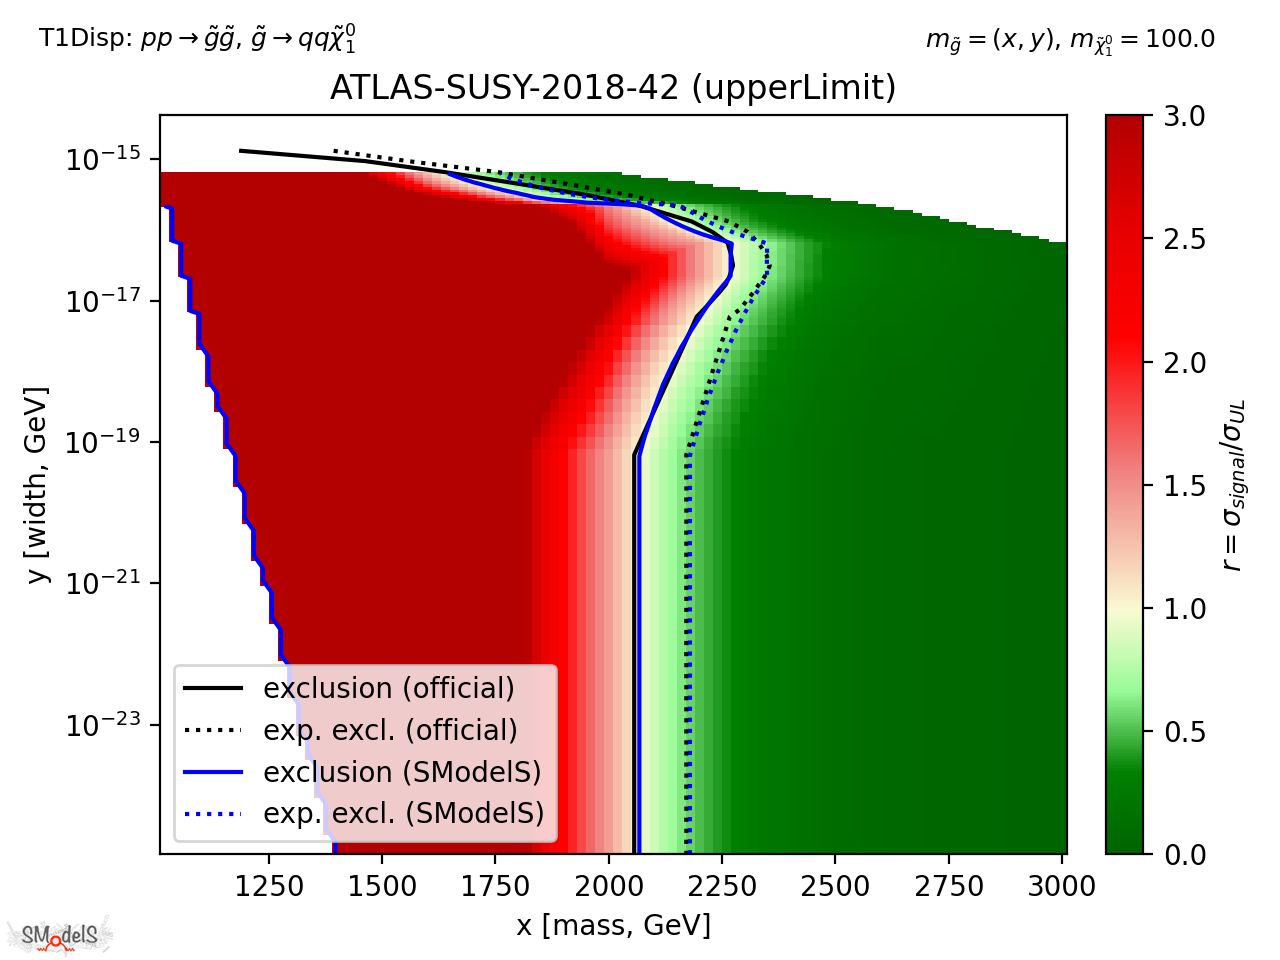 T1Disp: pp → g̃g̃, g̃ → qqχ̃₁⁰
m_g̃ = (x, y), m_χ̃₁⁰ = 100.0
ATLAS-SUSY-2018-42 (upperLimit)
10⁻¹⁵
10⁻¹⁷
10⁻¹⁹
10⁻²¹
10⁻²³
y [width, GeV]
exclusion (official)
exp. excl. (official)
exclusion (SModelS)
exp. excl. (SModelS)
1250 1500 1750 2000 2250 2500 2750 3000
x [mass, GeV]
3.0
2.5
2.0
1.5
1.0
0.5
0.0
r = σ_signal/σ_UL
SModelS